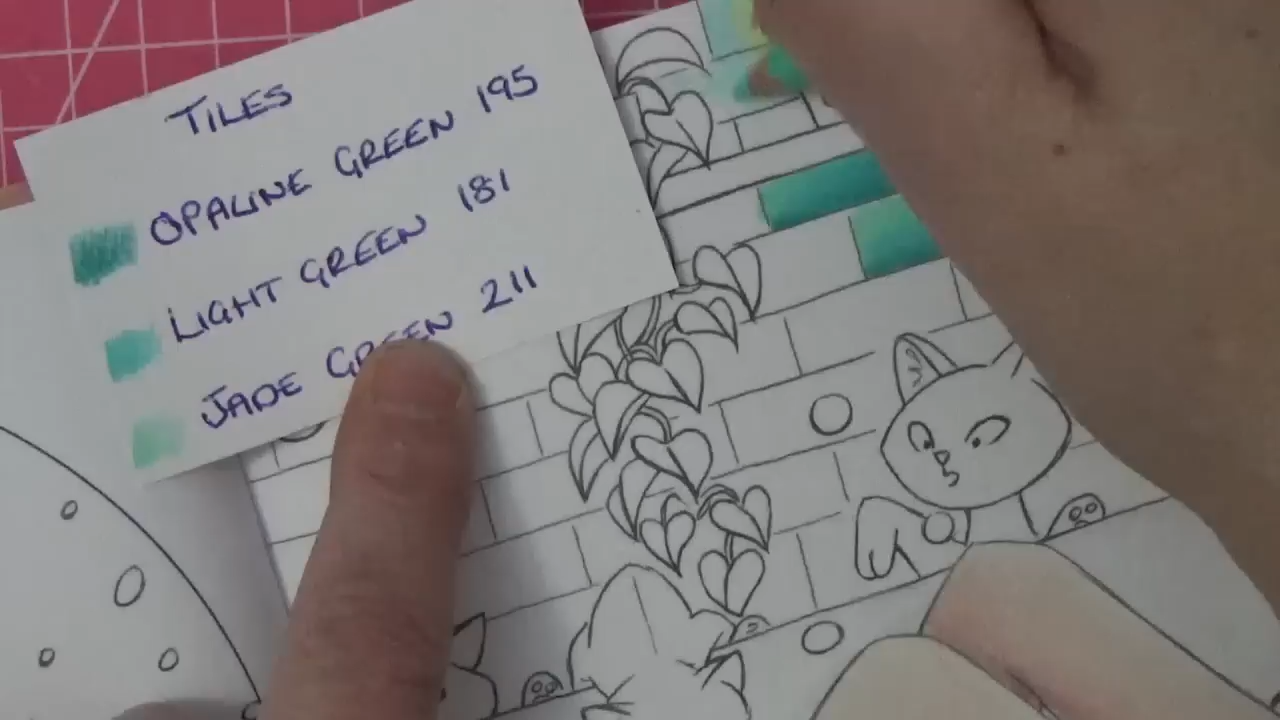 TILES
OPALINE GREEN 195
LIGHT GREEN 181
JADE GREEN 211